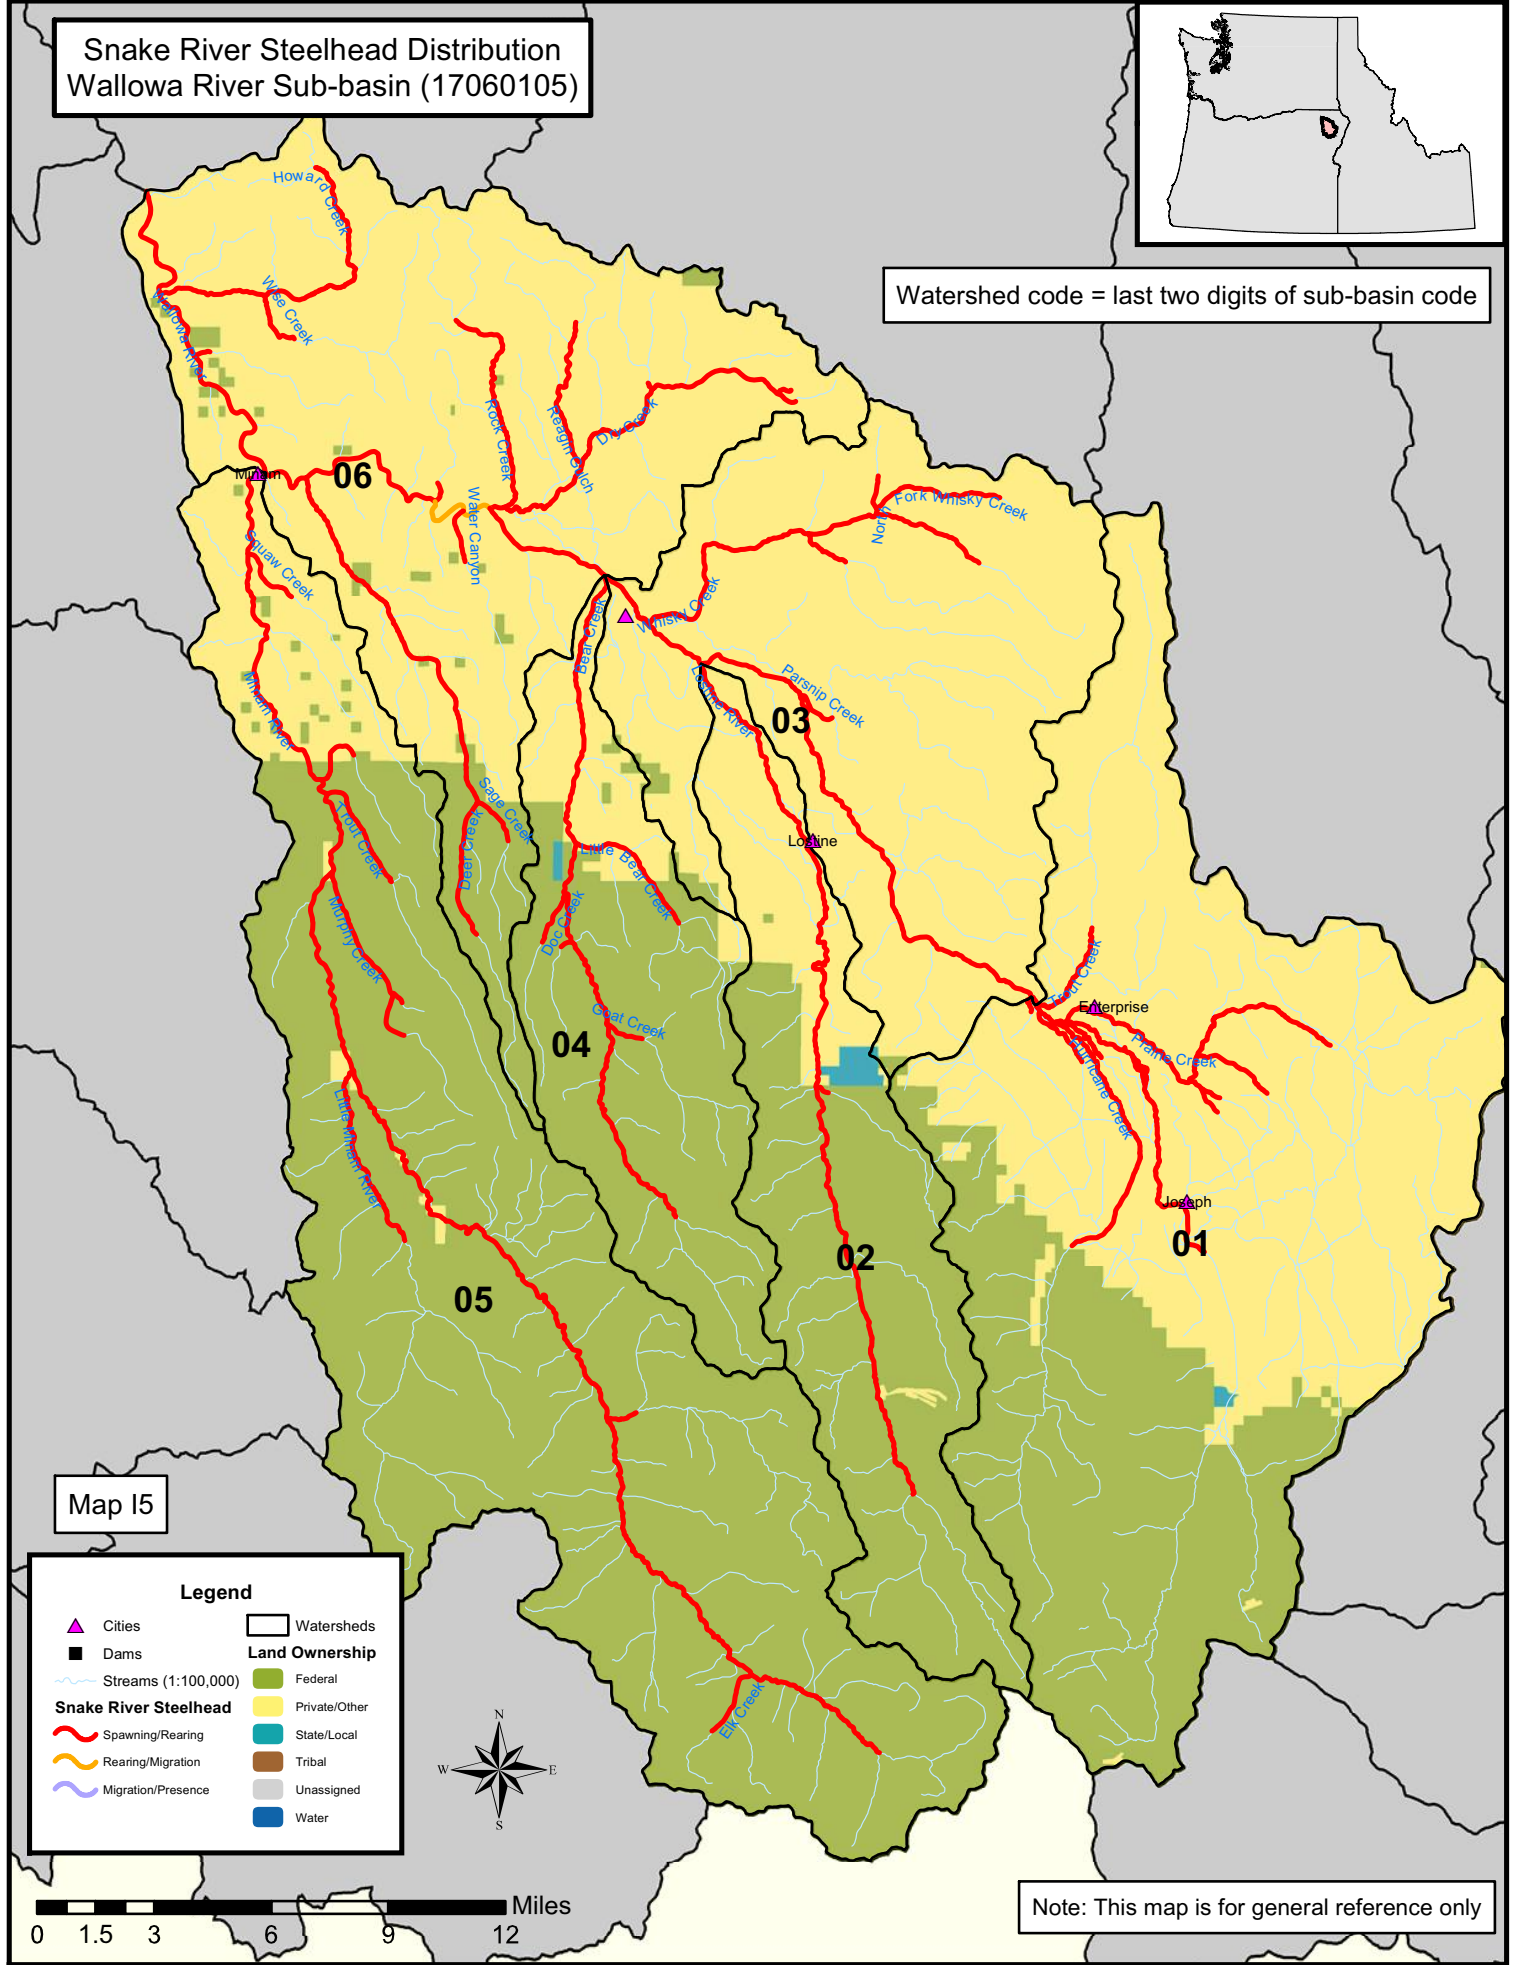 Snake River Steelhead Distribution
Wallowa River Sub-basin (17060105)
Watershed code = last two digits of sub-basin code
Howard Creek
Wise Creek
Wallowa River
Rock Creek
Reagin Gulch
Dry Creek
Minam
06
Water Canyon
North Fork Whisky Creek
Squaw Creek
Bear Creek
Whisky Creek
Minam River
Lostine River
Parsnip Creek
03
Trout Creek
Sage Creek
Deer Creek
Little Bear Creek
Lostine
Murphy Creek
Doc Creek
Goat Creek
04
Trout Creek
Enterprise
Prairie Creek
Hurricane Creek
Little Minam River
Joseph
01
02
05
Elk Creek
Map I5
Legend
Cities
Dams
Streams (1:100,000)
Snake River Steelhead
Spawning/Rearing
Rearing/Migration
Migration/Presence
Watersheds
Land Ownership
Federal
Private/Other
State/Local
Tribal
Unassigned
Water
N
W
E
S
Miles
0 1.5 3 6 9 12
Note: This map is for general reference only